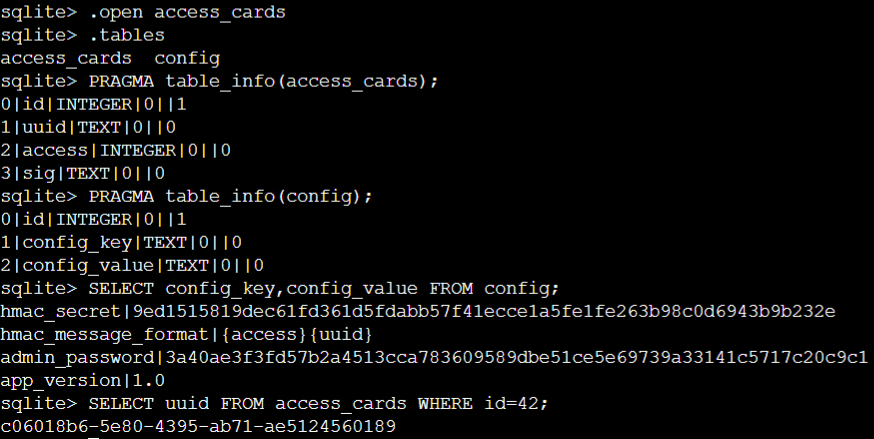 sqlite> .open access_cards
sqlite> .tables
access_cards  config
sqlite> PRAGMA table_info(access_cards);
0|id|INTEGER|0||1
1|uuid|TEXT|0||0
2|access|INTEGER|0||0
3|sig|TEXT|0||0
sqlite> PRAGMA table_info(config);
0|id|INTEGER|0||1
1|config_key|TEXT|0||0
2|config_value|TEXT|0||0
sqlite> SELECT config_key,config_value FROM config;
hmac_secret|9ed1515819dec61fd361d5fdabb57f41ecce1a5fe1fe263b98c0d6943b9b232e
hmac_message_format|{access}{uuid}
admin_password|3a40ae3f3fd57b2a4513cca783609589dbe51ce5e69739a33141c5717c20c9c1
app_version|1.0
sqlite> SELECT uuid FROM access_cards WHERE id=42;
c06018b6-5e80-4395-ab71-ae5124560189